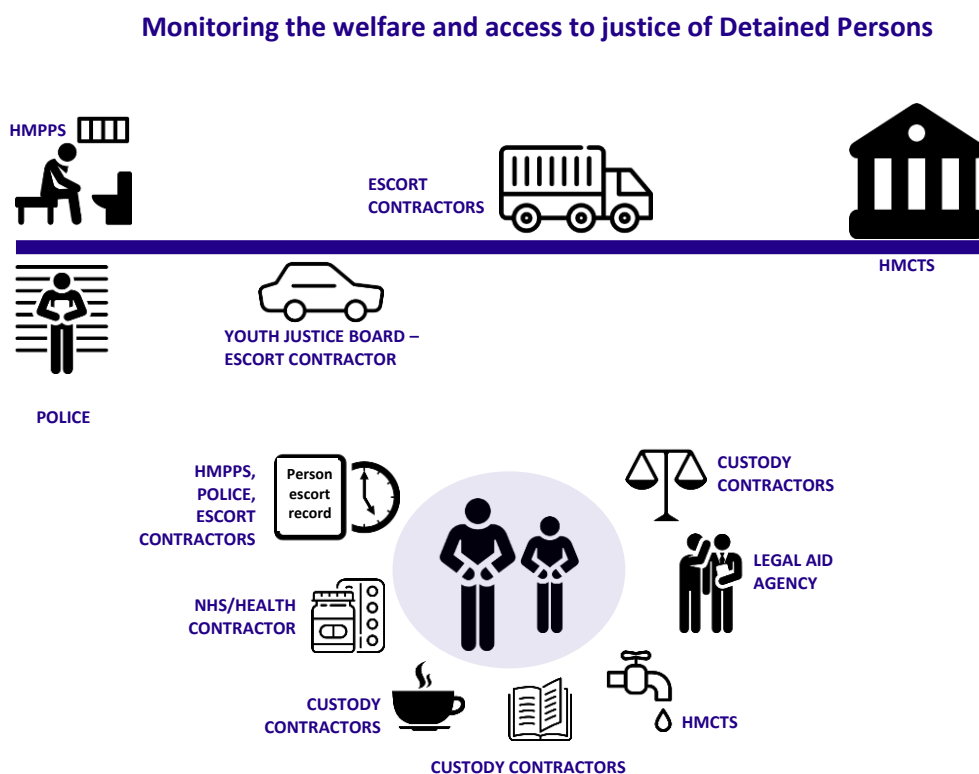 Monitoring the welfare and access to justice of Detained Persons
HMPPS
ESCORT
CONTRACTORS
HMCTS
YOUTH JUSTICE BOARD –
ESCORT CONTRACTOR
POLICE
HMPPS,
POLICE,
ESCORT
CONTRACTORS
Person
escort
record
CUSTODY
CONTRACTORS
LEGAL AID
AGENCY
NHS/HEALTH
CONTRACTOR
CUSTODY
CONTRACTORS
HMCTS
CUSTODY CONTRACTORS